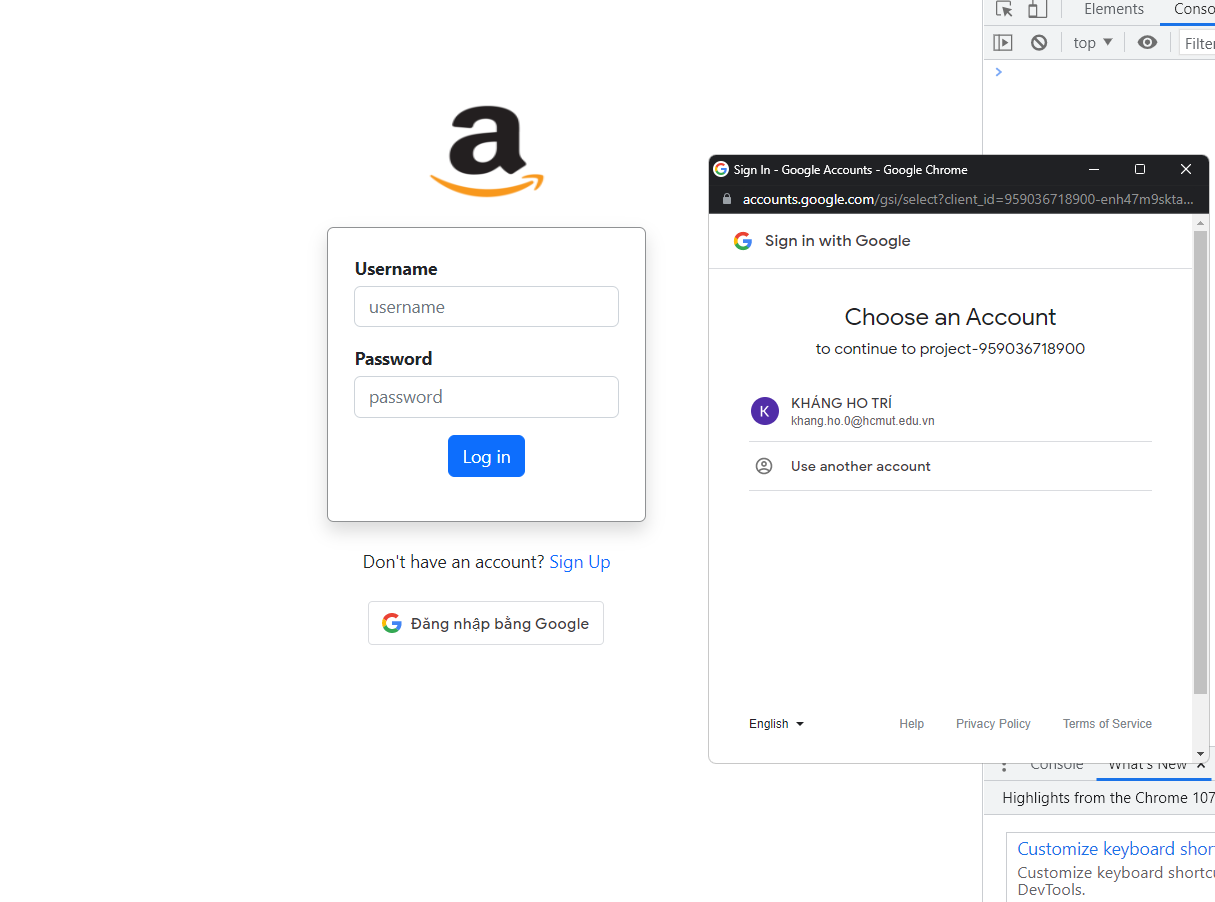 a
Username
username
Password
password
Log in
Don't have an account? Sign Up
Đăng nhập bằng Google
Elements
Conso
top
Filter
Sign In - Google Accounts - Google Chrome
accounts.google.com/gsi/select?client_id=959036718900-enh47m9skta...
Sign in with Google
Choose an Account
to continue to project-959036718900
K
KHÁNG HO TRÍ
khang.ho.0@hcmut.edu.vn
Use another account
English
Help
Privacy Policy
Terms of Service
Console
What's New
Highlights from the Chrome 107
Customize keyboard shor
Customize keyboard shortcu
DevTools.